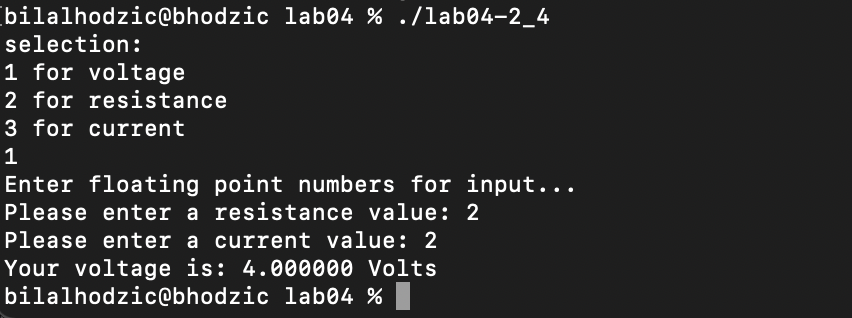 [bilalhodzic@bhodzic lab04 % ./lab04-2_4
selection:
1 for voltage
2 for resistance
3 for current
1
Enter floating point numbers for input...
Please enter a resistance value: 2
Please enter a current value: 2
Your voltage is: 4.000000 Volts
bilalhodzic@bhodzic lab04 %